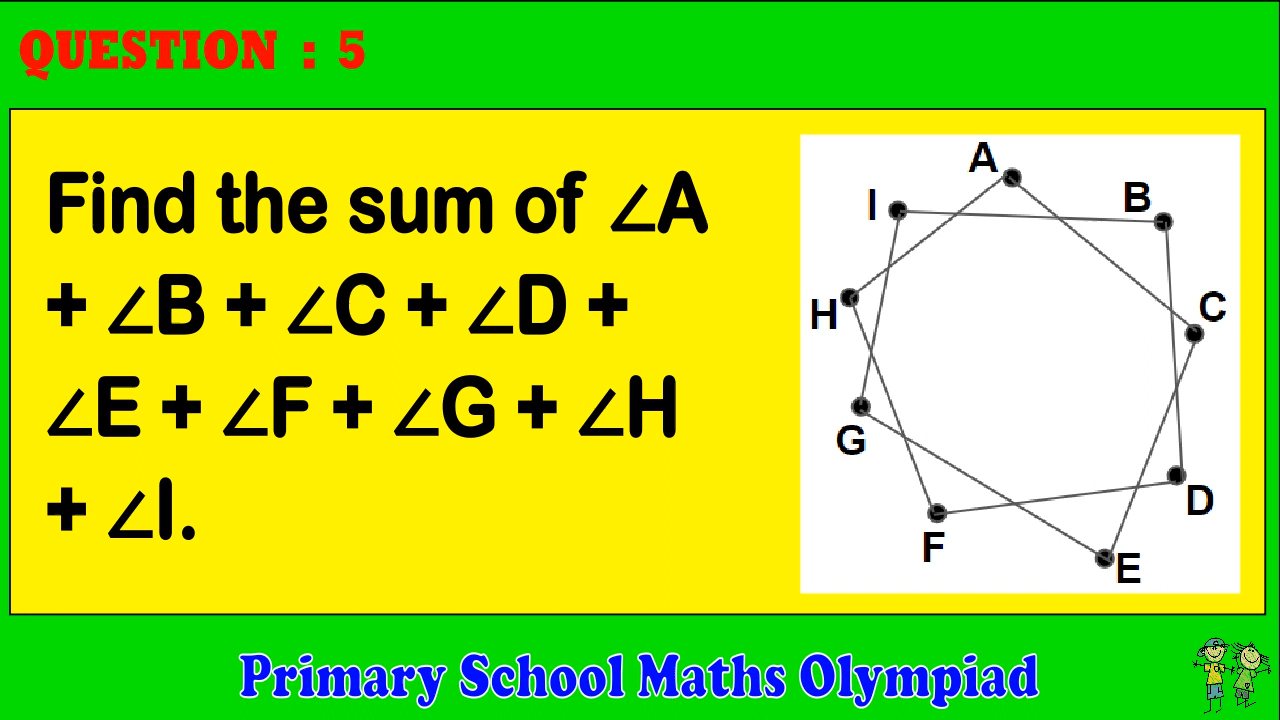 QUESTION : 5
Find the sum of ∠A
+ ∠B + ∠C + ∠D +
∠E + ∠F + ∠G + ∠H
+ ∠I.
A
B
I
C
H
G
D
F
E
Primary School Maths Olympiad